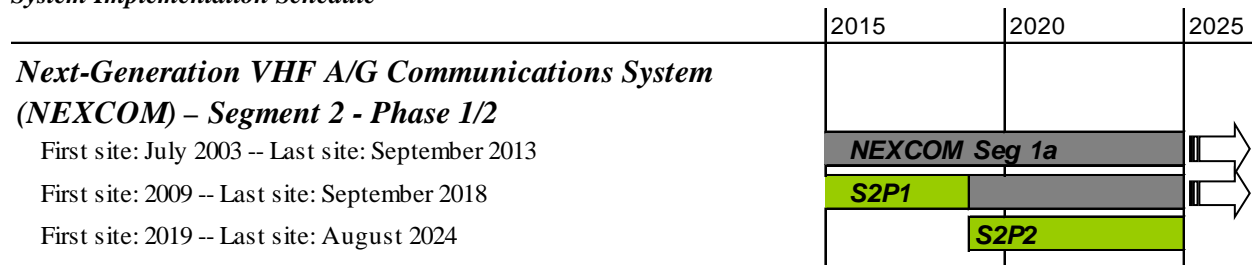 System Implementation Schedule
2015 2020 2025
Next-Generation VHF A/G Communications System
(NEXCOM) – Segment 2 - Phase 1/2
First site: July 2003 -- Last site: September 2013 NEXCOM Seg 1a
First site: 2009 -- Last site: September 2018 S2P1
First site: 2019 -- Last site: August 2024 S2P2